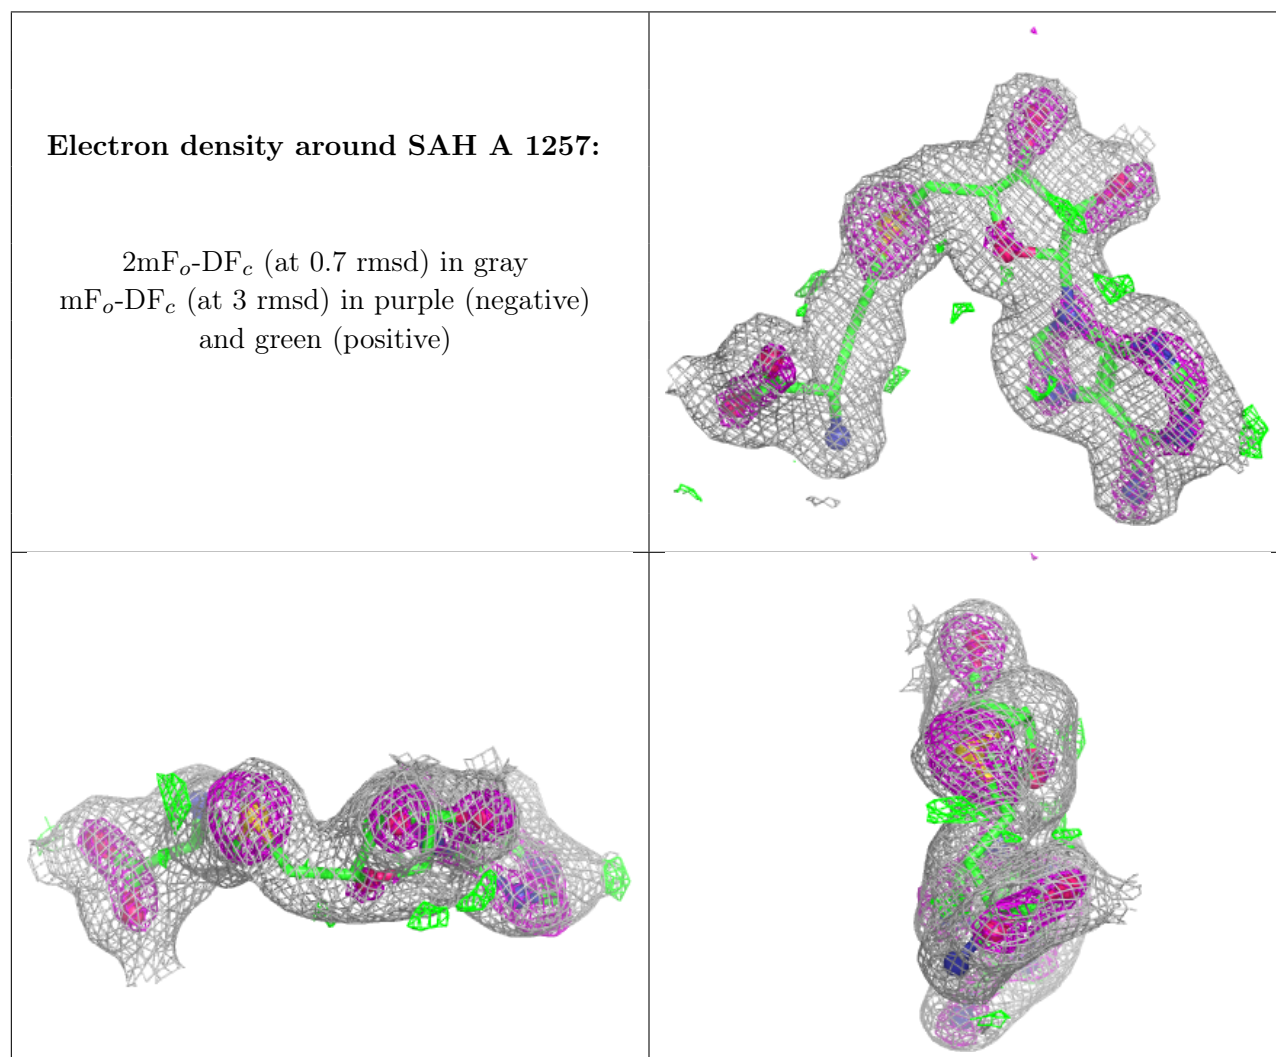 Electron density around SAH A 1257:
2mFo-DFc (at 0.7 rmsd) in gray
mFo-DFc (at 3 rmsd) in purple (negative)
and green (positive)